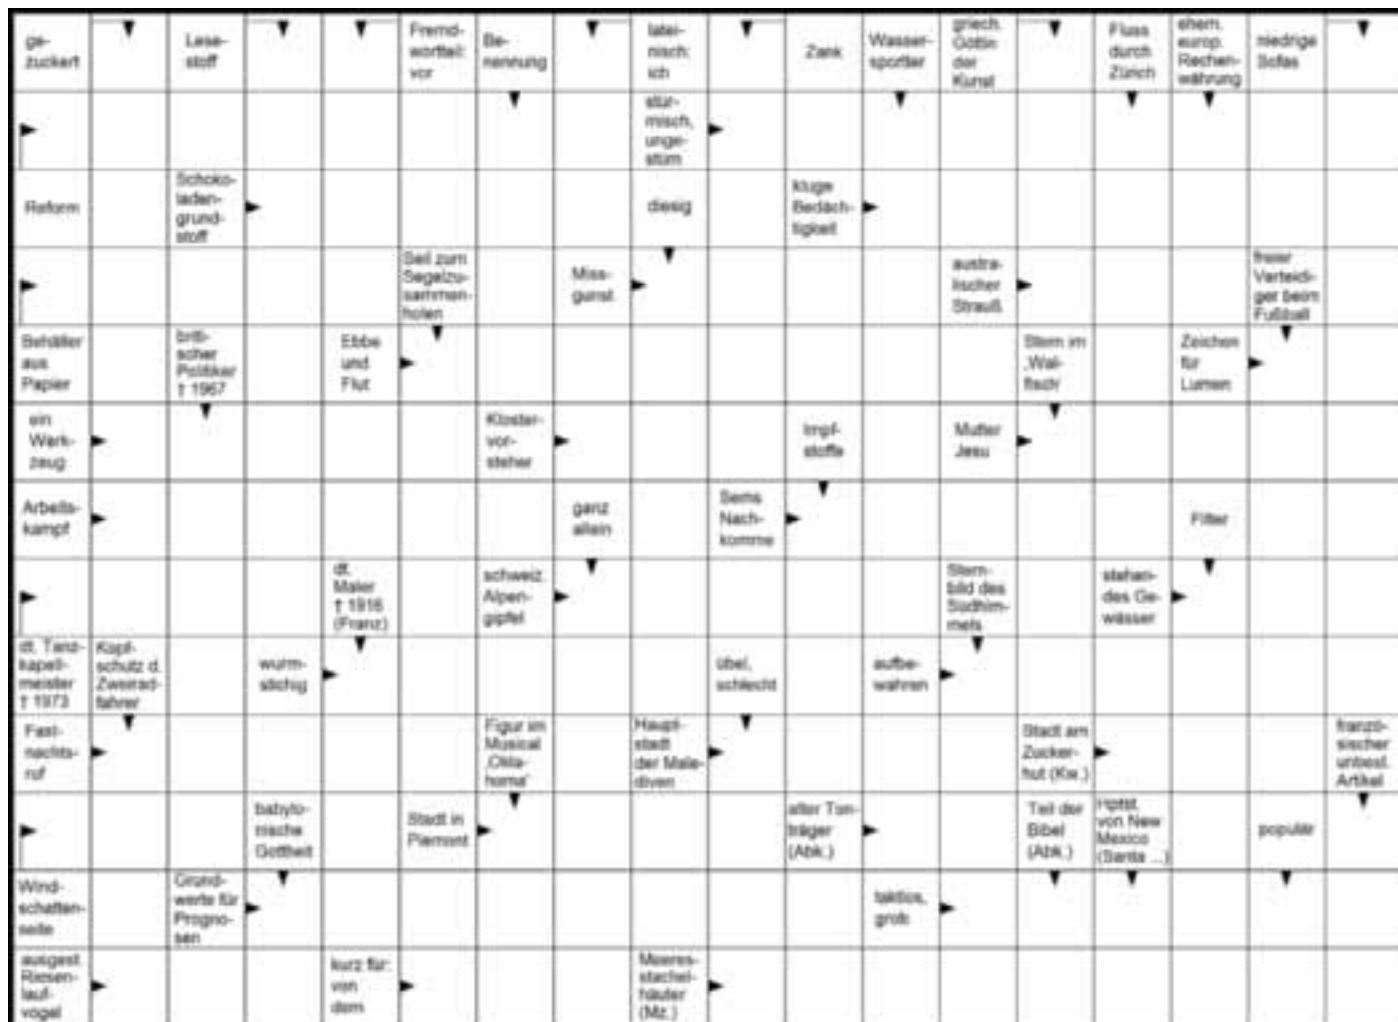 ge-
zuckert
Lese-
stoff
Fremd-
wortteil:
vor
Be-
nennung
latei-
nisch:
ich
Zank
Wasser-
sportler
griech.
Göttin
der
Kunst
Fluss
durch
Zürich
ehem.
europ.
Rechen-
währung
niedrige
Sofas
stür-
misch,
unge-
stüm
Reform
Schoko-
laden-
grund-
stoff
diesig
kluge
Bedäch-
tigkeit
Seil zum
Segelzu-
sammen-
holen
Miss-
gunst
austra-
lischer
Strauß
freier
Verteidi-
ger beim
Fußball
Behälter
aus
Papier
briti-
scher
Politiker
† 1967
Ebbe
und
Flut
Stern im
‚Wal-
fisch‘
Zeichen
für
Lumen
ein
Werk-
zeug
Kloster-
vor-
steher
Impf-
stoffe
Mutter
Jesu
Arbeits-
kampf
ganz
allein
Sems
Nach-
komme
Filter
dt.
Maler
† 1916
(Franz)
schweiz.
Alpen-
gipfel
Stern-
bild des
Südhim-
mels
stehen-
des Ge-
wässer
dt. Tanz-
kapell-
meister
† 1973
Kopf-
schutz d.
Zweirad-
fahrer
wurm-
stichig
übel,
schlecht
aufbe-
wahren
Fast-
nachts-
ruf
Figur im
Musical
‚Okla-
homa‘
Haupt-
stadt
der Male-
diven
Stadt am
Zucker-
hut (Kw.)
franzö-
sischer
unbest.
Artikel
babylo-
nische
Gottheit
Stadt in
Piemont
alter Ton-
träger
(Abk.)
Teil der
Bibel
(Abk.)
Hptst.
von New
Mexico
(Santa ...)
populär
Wind-
schatten-
seite
Grund-
werte für
Progno-
sen
taktlos,
grob
ausgest.
Riesen-
lauf-
vogel
kurz für:
von
dem
Meeres-
stachel-
häuter
(Mz.)